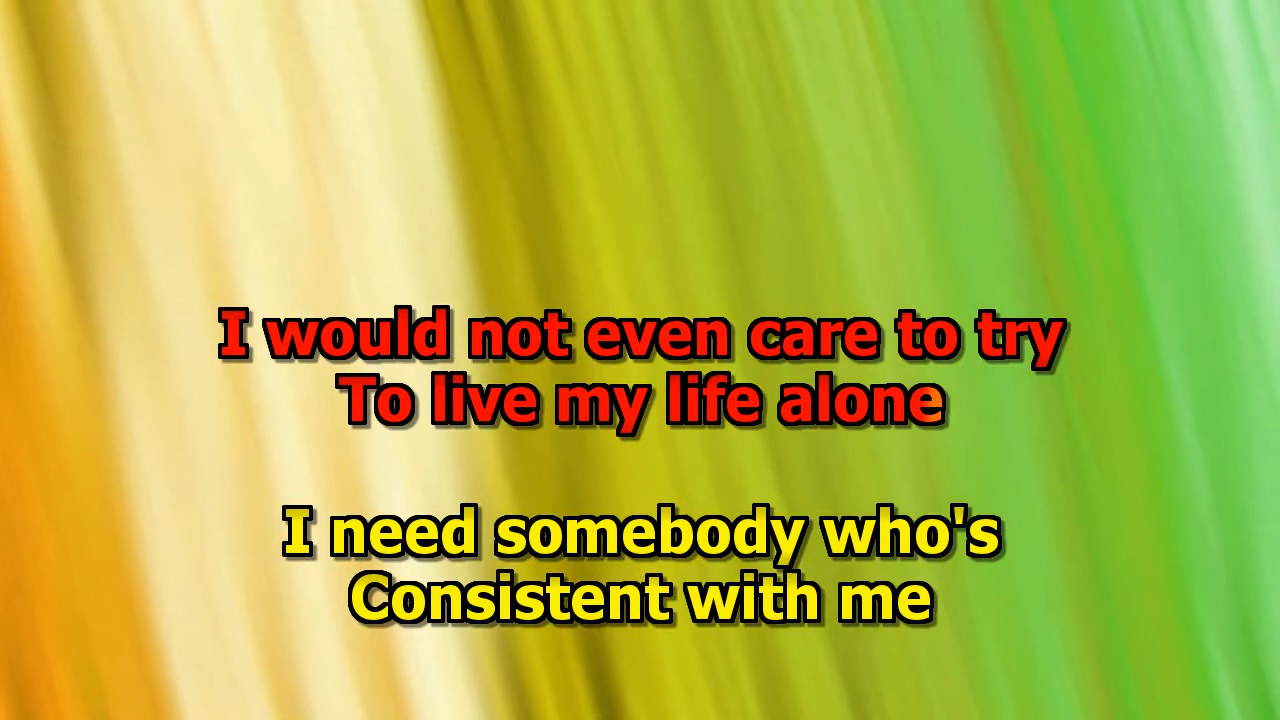 I would not even care to try
To live my life alone
I need somebody who's
Consistent with me